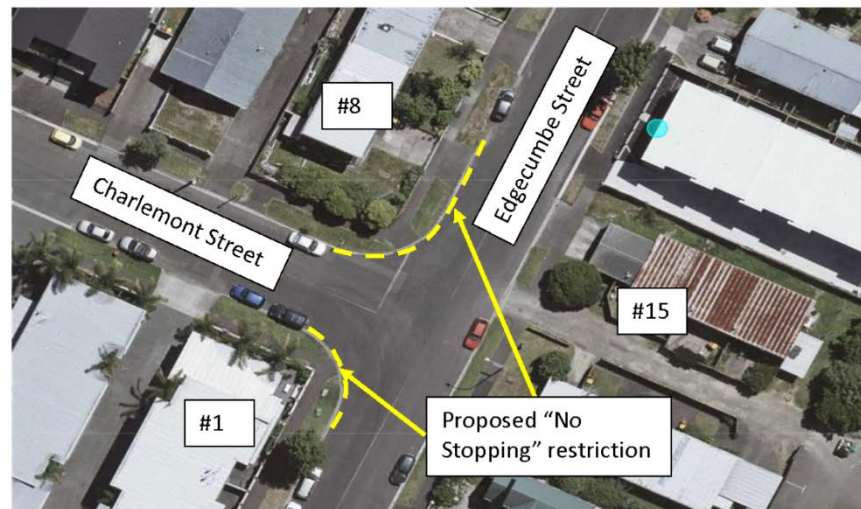 #8
Edgecumbe Street
Charlemont Street
#15
#1
Proposed “No
Stopping” restriction